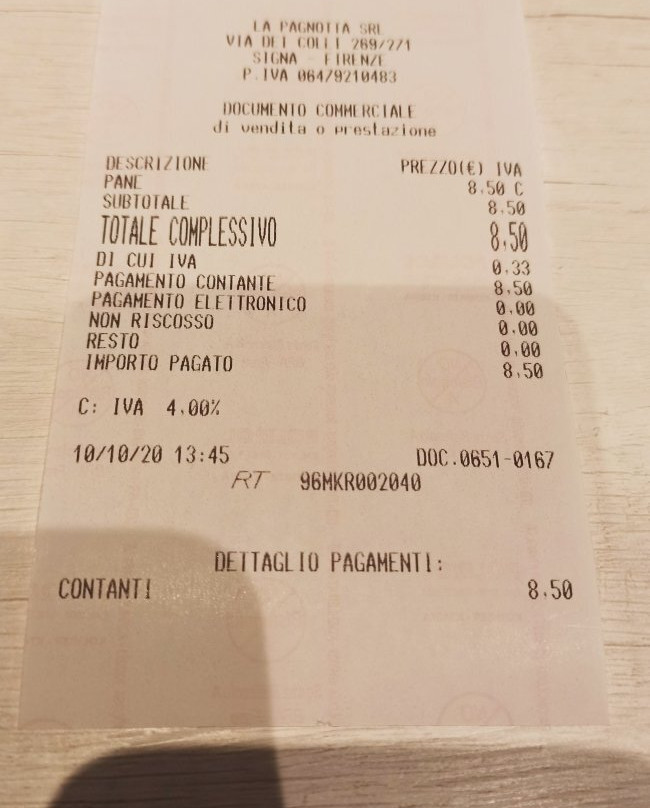 LA PAGNOTTA SRL
VIA DEI COLLI 269/271
SIGNA - FIRENZE
P.IVA 06479210483
DOCUMENTO COMMERCIALE
di vendita o prestazione
DESCRIZIONE PREZZO(€) IVA
PANE 8,50 C
SUBTOTALE 8,50
TOTALE COMPLESSIVO 8,50
DI CUI IVA 0,33
PAGAMENTO CONTANTE 8,50
PAGAMENTO ELETTRONICO 0,00
NON RISCOSSO 0,00
RESTO 0,00
IMPORTO PAGATO 8,50
C: IVA 4,00%
10/10/20 13:45 DOC.0651-0167
RT 96MKR002040
DETTAGLIO PAGAMENTI:
CONTANTI 8,50